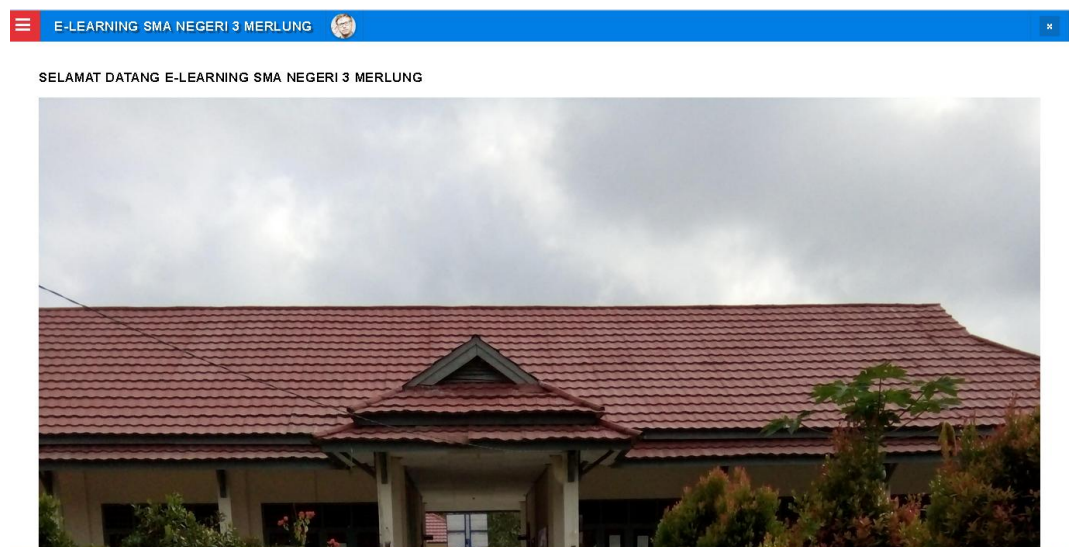 E-LEARNING SMA NEGERI 3 MERLUNG
SELAMAT DATANG E-LEARNING SMA NEGERI 3 MERLUNG